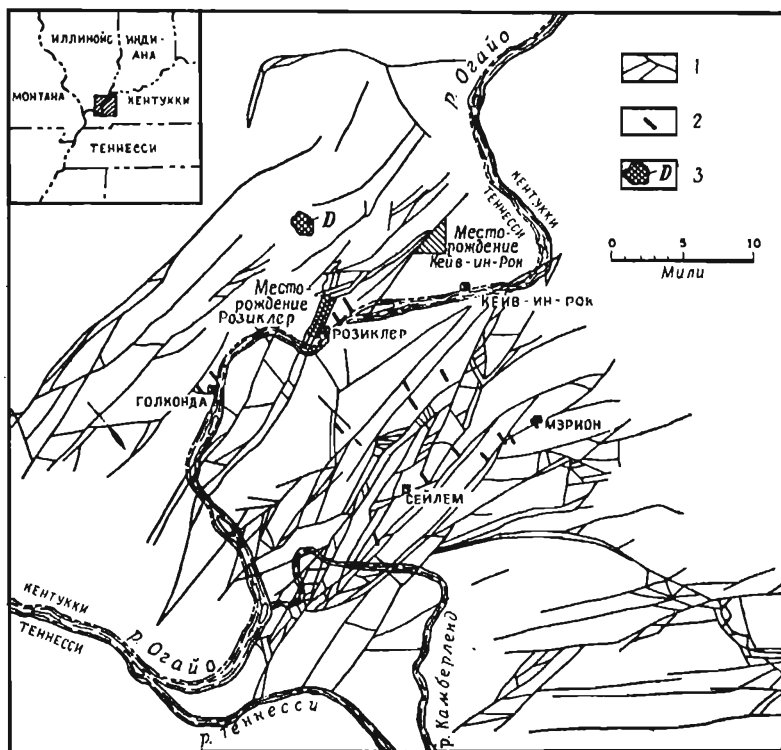 ИЛЛИНОЙС
ИНДИ-
АНА
МОНТАНА
КЕНТУККИ
ТЕННЕССИ
р. Огайо
1
2
D
3
КЕНТУККИ
ТЕННЕССИ
0 5 10
Мили
D
Место-
рождение
Кейв-ин-Рок
Место-
рождение
Розиклер
КЕЙВ-ИН-РОК
РОЗИКЛЕР
ГОЛКОНДА
МЭРИОН
СЕЙЛЕМ
КЕНТУККИ
ТЕННЕССИ
р. Огайо
р. Теннесси
р. Камберленд